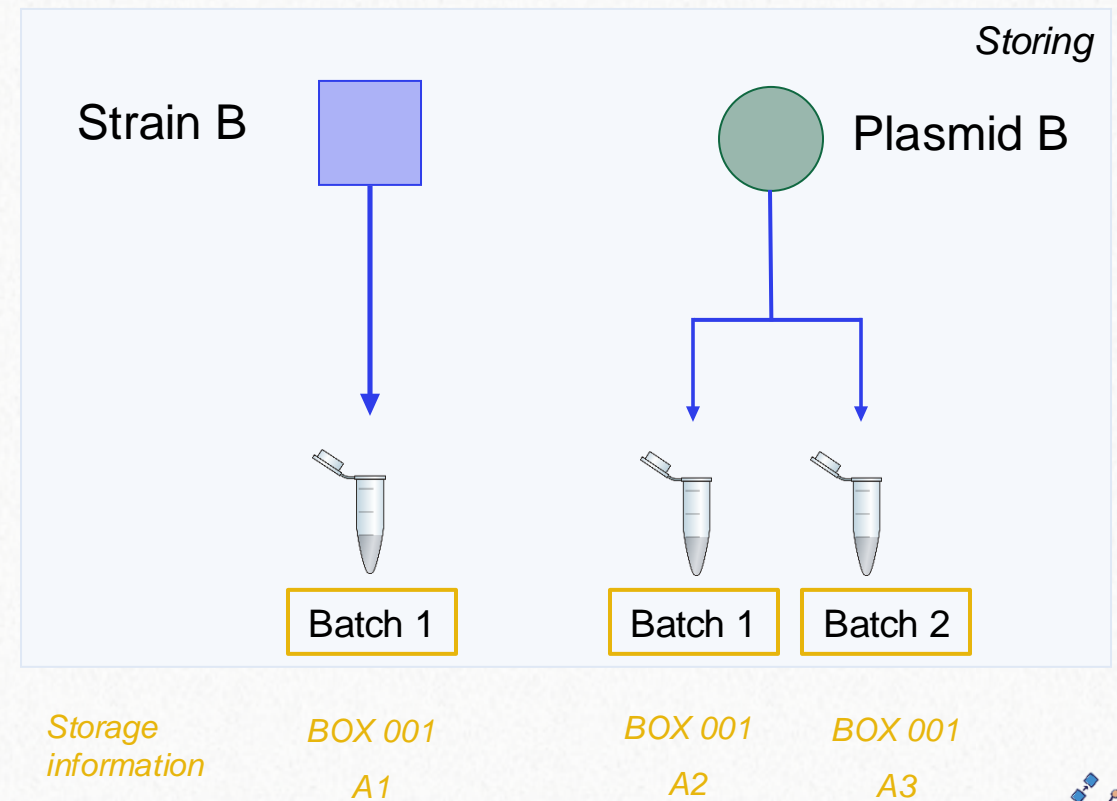 Storing
Strain B
Plasmid B
Batch 1
Batch 1
Batch 2
Storage
information
BOX 001
BOX 001
BOX 001
A1
A2
A3